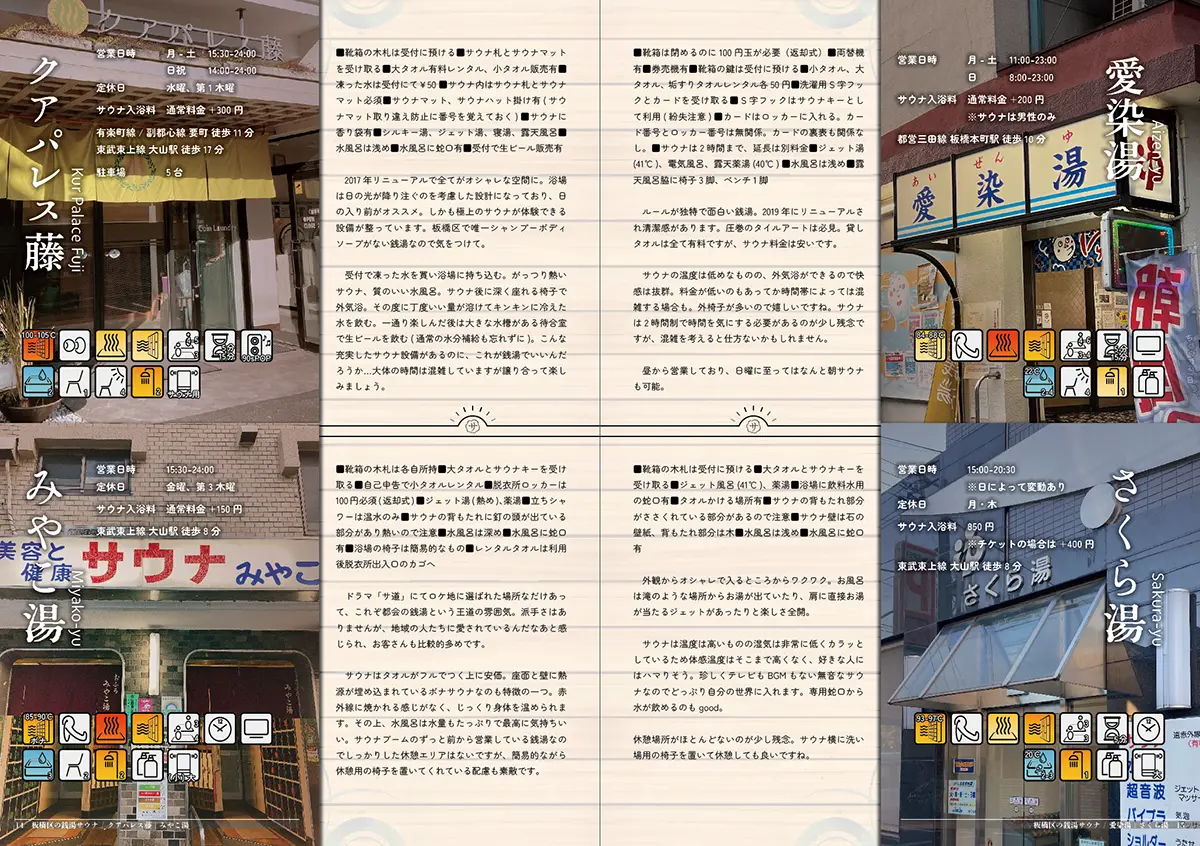 クアパレス藤
クアパレス藤
Kur Palace Fuji
営業日時 月・土 15:30-24:00
日祝 14:00-24:00
定休日 水曜、第1木曜
サウナ入浴料 通常料金 +300 円
有楽町線 / 副都心線 要町 徒歩 11 分
東武東上線 大山駅 徒歩 17 分
駐車場 5 台
Coin Laundry
100-105℃
■靴箱の木札は受付に預ける■サウナ札とサウナマット
を受け取る■大タオル有料レンタル、小タオル販売有■
凍った水は受付にて￥50■サウナ内はサウナ札とサウナ
マット必須■サウナマット、サウナハット掛け有 ( サウ
ナマット取り違え防止に番号を覚えておく )■サウナに
香り袋有■シルキー湯、ジェット湯、寝湯、露天風呂■
水風呂は浅め■水風呂に蛇口有■受付で生ビール販売有
2017 年リニューアルで全てがオシャレな空間に。浴場
は日の光が降り注ぐのを考慮した設計になっており、日
の入り前がオススメ。しかも極上のサウナが体験できる
設備が整っています。板橋区で唯一シャンプーボディ
ソープがない銭湯なので気をつけて。
受付で凍った水を買い浴場に持ち込む。がっつり熱い
サウナ、質のいい水風呂。サウナ後に深く座れる椅子で
外気浴。その度に丁度いい量が溶けてキンキンに冷えた
水を飲む。一通り楽しんだ後は大きな水槽がある待合室
で生ビールを飲む ( 通常の水分補給も忘れずに )。こんな
充実したサウナ設備があるのに、これが銭湯でいいんだ
ろうか…大体の時間は混雑していますが譲り合って楽し
みましょう。
■靴箱は閉めるのに 100 円玉が必要（返却式）■両替機
有■券売機有■靴箱の鍵は受付に預ける■小タオル、大
タオル、垢すりタオルレンタル各 50 円■洗濯用 S 字フッ
クとカードを受け取る■ S 字フックはサウナキーとし
て利用 ( 紛失注意 ) ■カードはロッカーに入れる。カー
ド番号とロッカー番号は無関係。カードの裏表も関係な
し。■サウナは 2 時間まで、延長は別料金■ジェット湯
(41℃ )、電気風呂、露天薬湯 (40℃ ) ■水風呂は浅め■露
天風呂脇に椅子 3 脚、ベンチ 1 脚
ルールが独特で面白い銭湯。2019 年にリニューアルさ
れ清潔感があります。圧巻のタイルアートは必見。貸し
タオルは全て有料ですが、サウナ料金は安いです。
サウナの温度は低めなものの、外気浴ができるので快
感は抜群。料金が低いのもあってか時間帯によっては混
雑する場合も。外椅子が多いので嬉しいですね。サウナ
は 2 時間制で時間を気にする必要があるのが少し残念で
すが、混雑を考えると仕方ないかもしれません。
昼から営業しており、日曜に至ってはなんと朝サウナ
も可能。
愛染湯
Aizen-yu
営業日時 月 - 土 11:00-23:00
日 8:00-23:00
サウナ入浴料 通常料金 +200 円
※サウナは男性のみ
都営三田線 板橋本町駅 徒歩 10 分
あい ぜん ゆ
愛染湯
84-88℃
22℃
サ
サ
みやこ湯
Miyako-yu
営業日時 15:30-24:00
定休日 金曜、第 3 木曜
サウナ入浴料 通常料金 +150 円
東武東上線 大山駅 徒歩 8 分
美容と
健康
サウナ
みやこ
みやこ湯
85-90℃
ボナ
■靴箱の木札は各自所持■大タオルとサウナキーを受け
取る■自己申告で小タオルレンタル■脱衣所ロッカーは
100円必須 ( 返却式 ) ■ジェット湯 ( 熱め )、薬湯■立ちシャ
ワーは温水のみ■サウナの背もたれに釘の頭が出ている
部分があり熱いので注意■水風呂は深め■水風呂に蛇口
有■浴場の椅子は簡易的なもの■レンタルタオルは利用
後脱衣所出入口のカゴへ
ドラマ「サ道」にてロケ地に選ばれた場所なだけあっ
て、これぞ都会の銭湯という王道の雰囲気。派手さはあ
りませんが、地域の人たちに愛されているんだなあと感
じられ、お客さんも比較的多めです。
サウナはタオルがフルでつく上に安価。座面と壁に熱
源が埋め込まれているボナサウナなのも特徴の一つ。赤
外線に焼かれる感じがなく、じっくり身体を温められま
す。その上、水風呂は水量もたっぷりで最高に気持ちい
い。サウナブームのずっと前から営業している銭湯なの
でしっかりした休憩エリアはないですが、簡易的ながら
休憩用の椅子を置いてくれている配慮も素敵です。
■靴箱の木札は受付に預ける■大タオルとサウナキーを
受け取る■ジェット風呂 (41℃ )、薬湯■浴場に飲料水用
の蛇口有■タオルかける場所有■サウナの背もたれ部分
がささくれている部分があるので注意■サウナ壁は石の
壁紙、背もたれ部分は木■水風呂は浅め■水風呂に蛇口
有
外観からオシャレで入るところからワクワク。お風呂
は滝のような場所からお湯が出ていたり、肩に直接お湯
が当たるジェットがあったりと楽しさ全開。
サウナは温度は高いものの湿気は非常に低くカラッと
しているため体感温度はそこまで高くなく、好きな人に
はハマりそう。珍しくテレビも BGM もない無音なサウ
ナなのでどっぷり自分の世界に入れます。専用蛇口から
水が飲めるのも good。
休憩場所がほとんどないのが少し残念。サウナ横に洗い
場用の椅子を置いて休憩しても良いですね。
さくら湯
Sakura-yu
営業日時 15:00-20:30
※日によって変動あり
定休日 月・木
サウナ入浴料 850 円
※チケットの場合は +400 円
東武東上線 大山駅 徒歩 8 分
さくら湯
93-97℃
20℃
遠赤外線
超音波
バイブラ
ジェット
マッサー
気泡
14 板橋区の銭湯サウナ / クアパレス藤 / みやこ湯
板橋区の銭湯サウナ / 愛染湯 / さくら湯